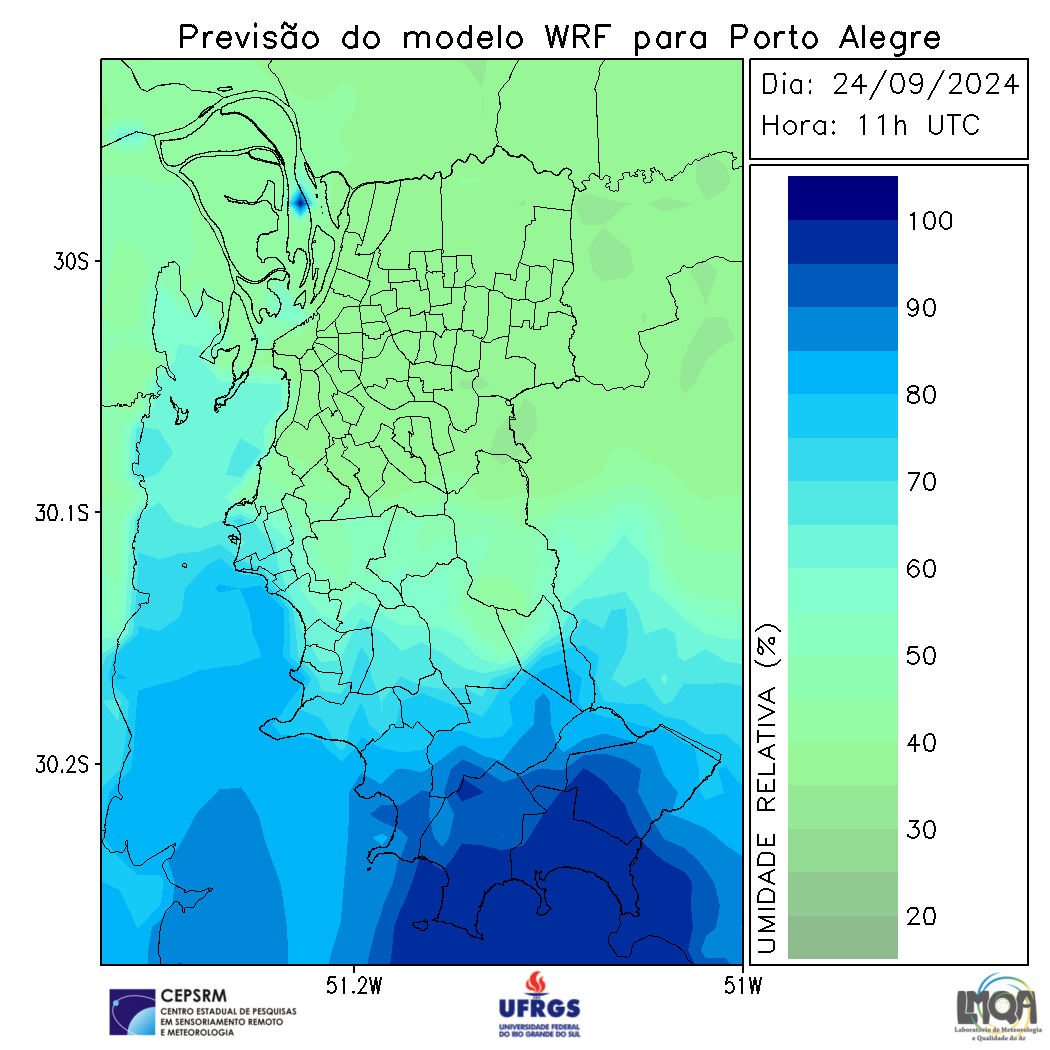 Previsão do modelo WRF para Porto Alegre
Dia: 24/09/2024
Hora: 11h UTC
30S
30.1S
30.2S
51.2W
51W
100
90
80
70
60
50
40
30
20
UMIDADE RELATIVA (%)
CEPSRM
CENTRO ESTADUAL DE PESQUISAS
EM SENSORIAMENTO REMOTO
E METEOROLOGIA
UFRGS
UNIVERSIDADE FEDERAL
DO RIO GRANDE DO SUL
LMQA
Laboratório de Meteorologia
e Qualidade do Ar